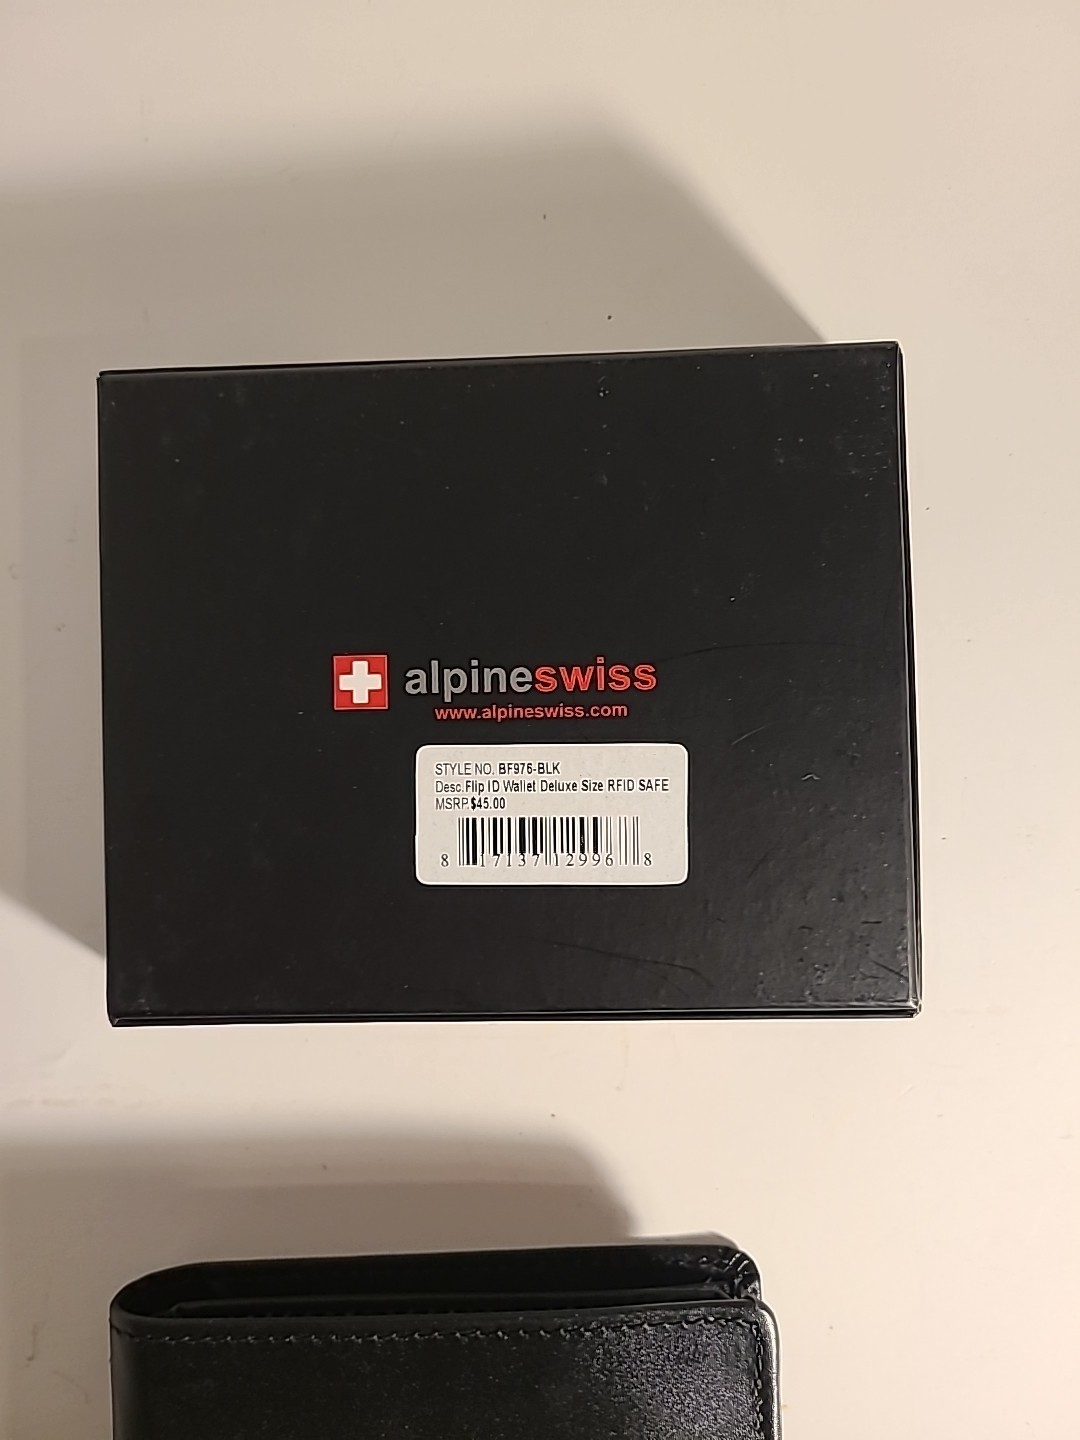 alpineswiss
www.alpineswiss.com
STYLE NO. BF976-BLK
Desc.Flip ID Wallet Deluxe Size RFID SAFE
MSRP.$45.00
8 17137 12996 8